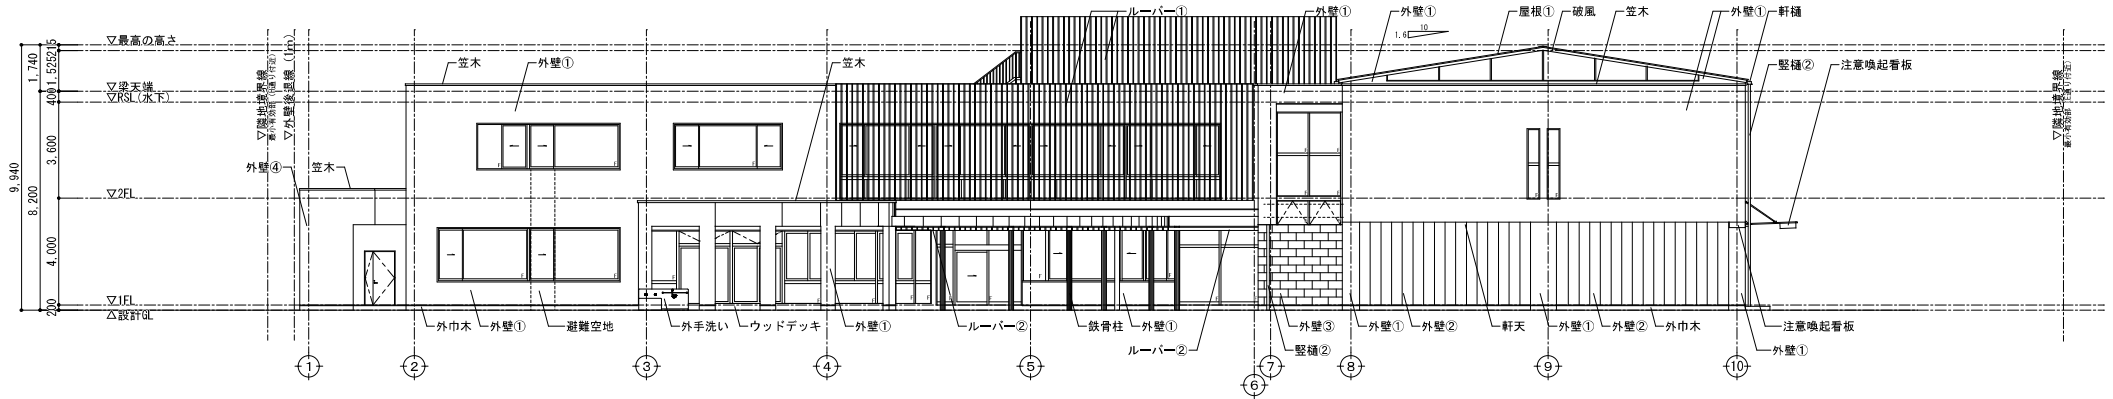 ルーバー①
外壁①
外壁①
屋根①
破風
笠木
外壁①
軒樋
10
1.6
▽最高の高さ
215
1,525
1,740
笠木
外壁①
笠木
竪樋②
注意喚起看板
▽梁天端
400
▽RSL(水下)
▽隣地境界線
▽外壁後退線（1m）
▽隣地境界線
3,600
9,940
8,200
外壁④
笠木
▽2FL
4,000
▽1FL
200
△設計GL
外巾木
外壁①
避難空地
外手洗い
ウッドデッキ
外壁①
ルーバー②
鉄骨柱
外壁①
外壁③
外壁①
外壁②
軒天
外壁①
外壁②
外巾木
注意喚起看板
ルーバー②
竪樋②
外壁①
1
2
3
4
5
6
7
8
9
10